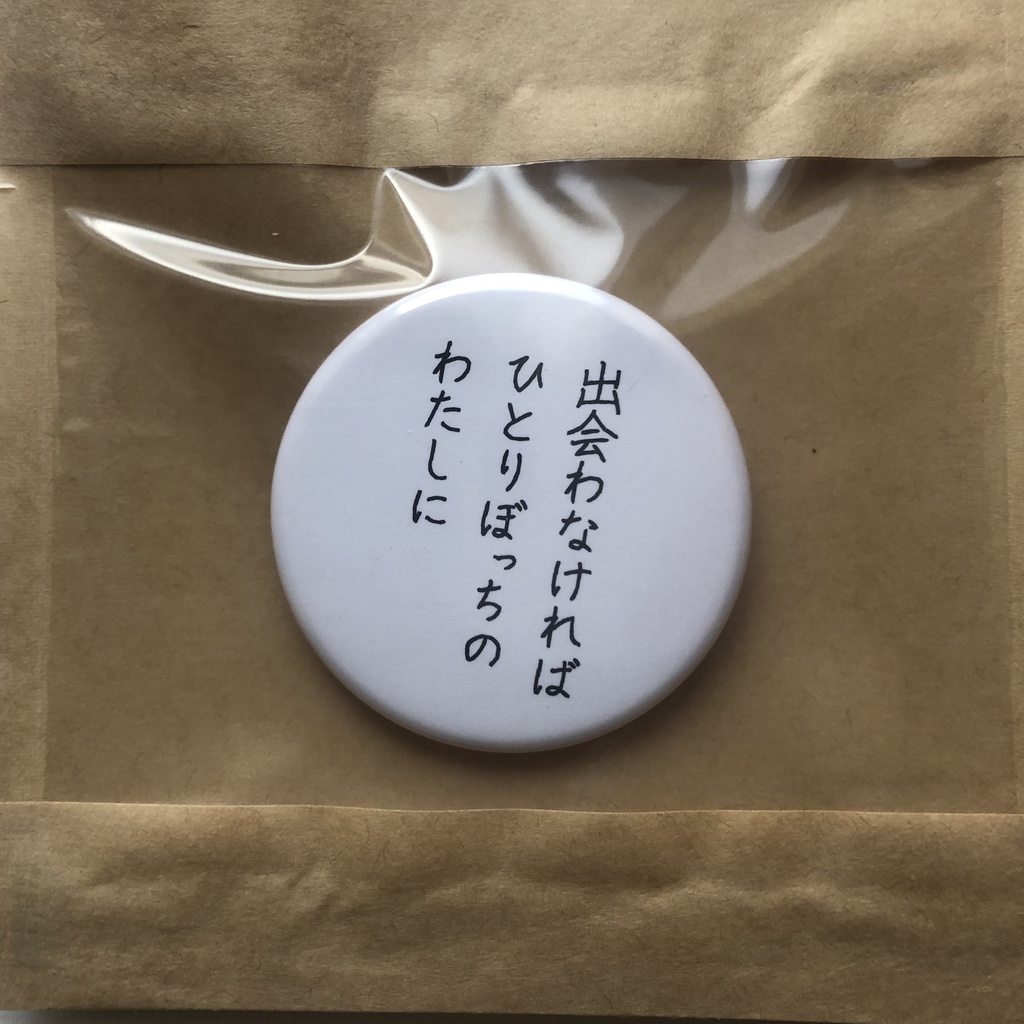 出会わなければ
ひとりぼっちの
わたしに